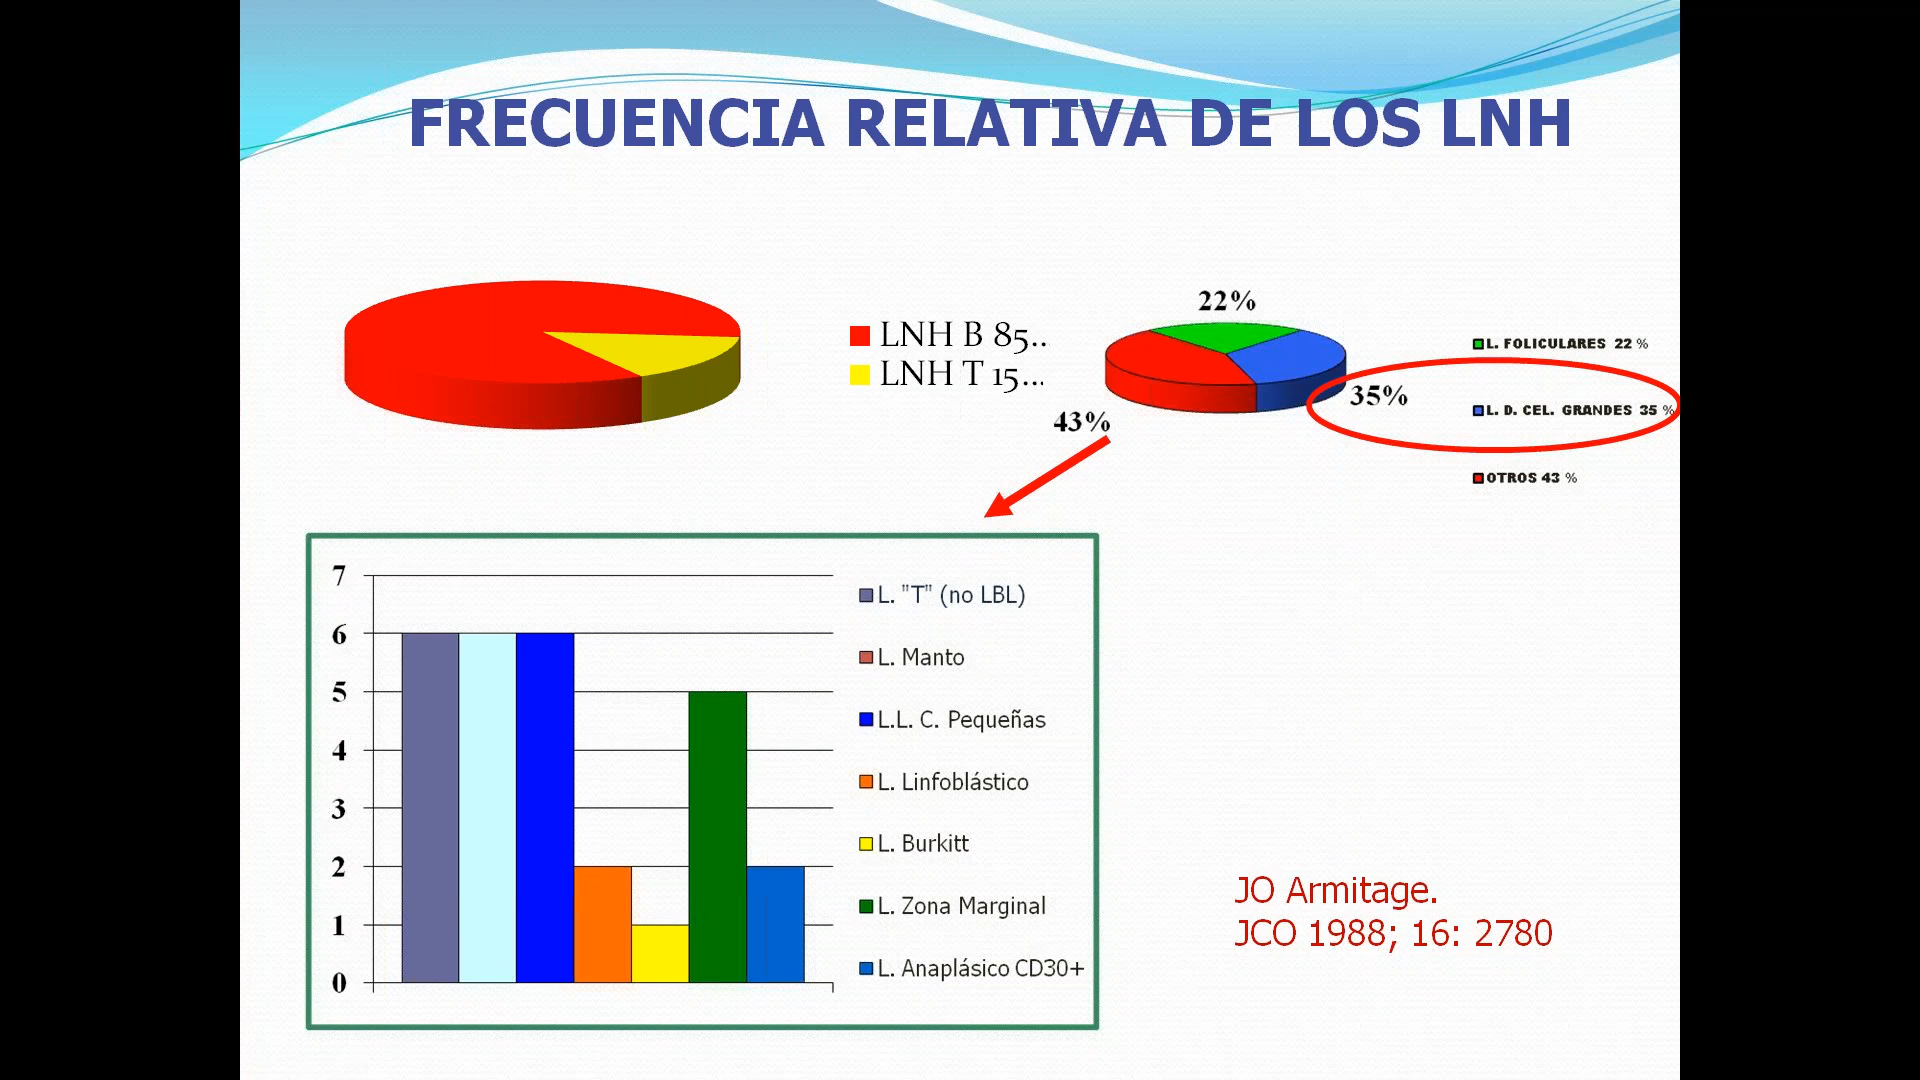 FRECUENCIA RELATIVA DE LOS LNH
LNH B 85..
LNH T 15...
22%
35%
43%
L. FOLICULARES 22 %
L. D. CEL. GRANDES 35 %
OTROS 43 %
7
6
5
4
3
2
1
0
L. "T" (no LBL)
L. Manto
L.L. C. Pequeñas
L. Linfoblástico
L. Burkitt
L. Zona Marginal
L. Anaplásico CD30+
JO Armitage.
JCO 1988; 16: 2780